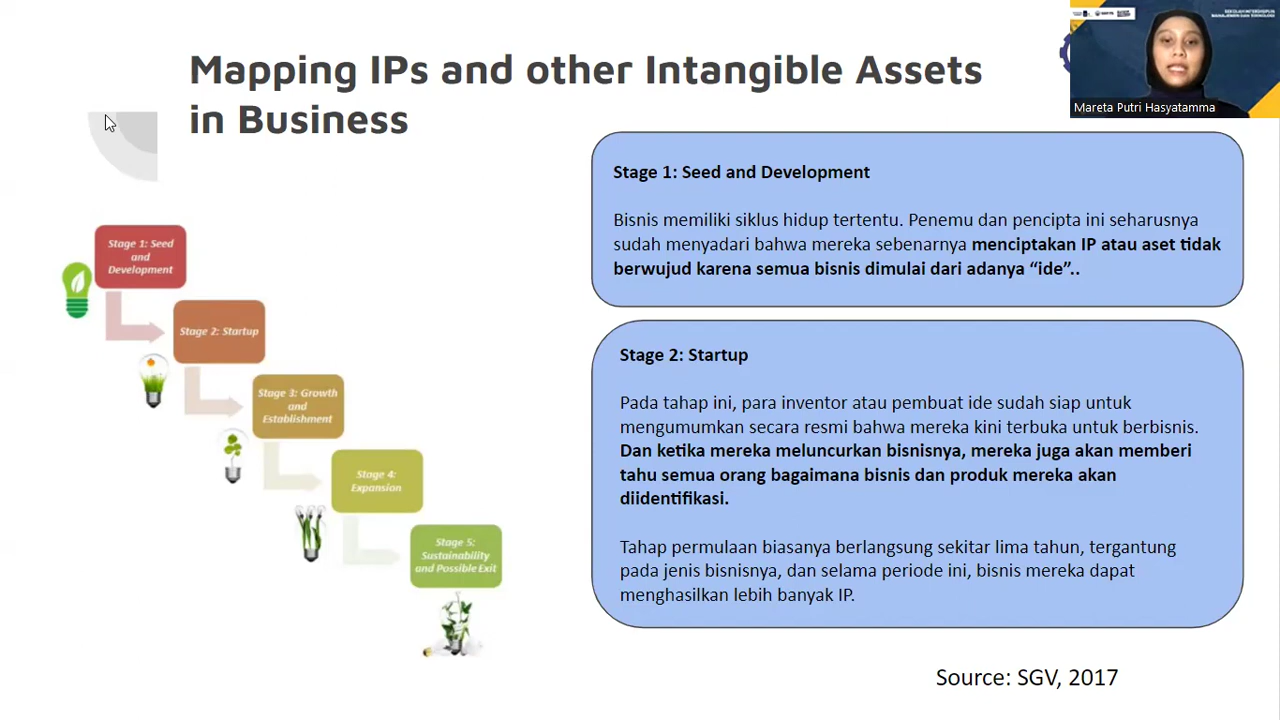 Mapping IPs and other Intangible Assets
in Business
Mareta Putri Hasyatamma
Stage 1: Seed
and
Development
Stage 2: Startup
Stage 3: Growth
and
Establishment
Stage 4:
Expansion
Stage 5:
Sustainability
and Possible Exit
Stage 1: Seed and Development
Bisnis memiliki siklus hidup tertentu. Penemu dan pencipta ini seharusnya
sudah menyadari bahwa mereka sebenarnya menciptakan IP atau aset tidak
berwujud karena semua bisnis dimulai dari adanya “ide”..
Stage 2: Startup
Pada tahap ini, para inventor atau pembuat ide sudah siap untuk
mengumumkan secara resmi bahwa mereka kini terbuka untuk berbisnis.
Dan ketika mereka meluncurkan bisnisnya, mereka juga akan memberi
tahu semua orang bagaimana bisnis dan produk mereka akan
diidentifikasi.
Tahap permulaan biasanya berlangsung sekitar lima tahun, tergantung
pada jenis bisnisnya, dan selama periode ini, bisnis mereka dapat
menghasilkan lebih banyak IP.
Source: SGV, 2017